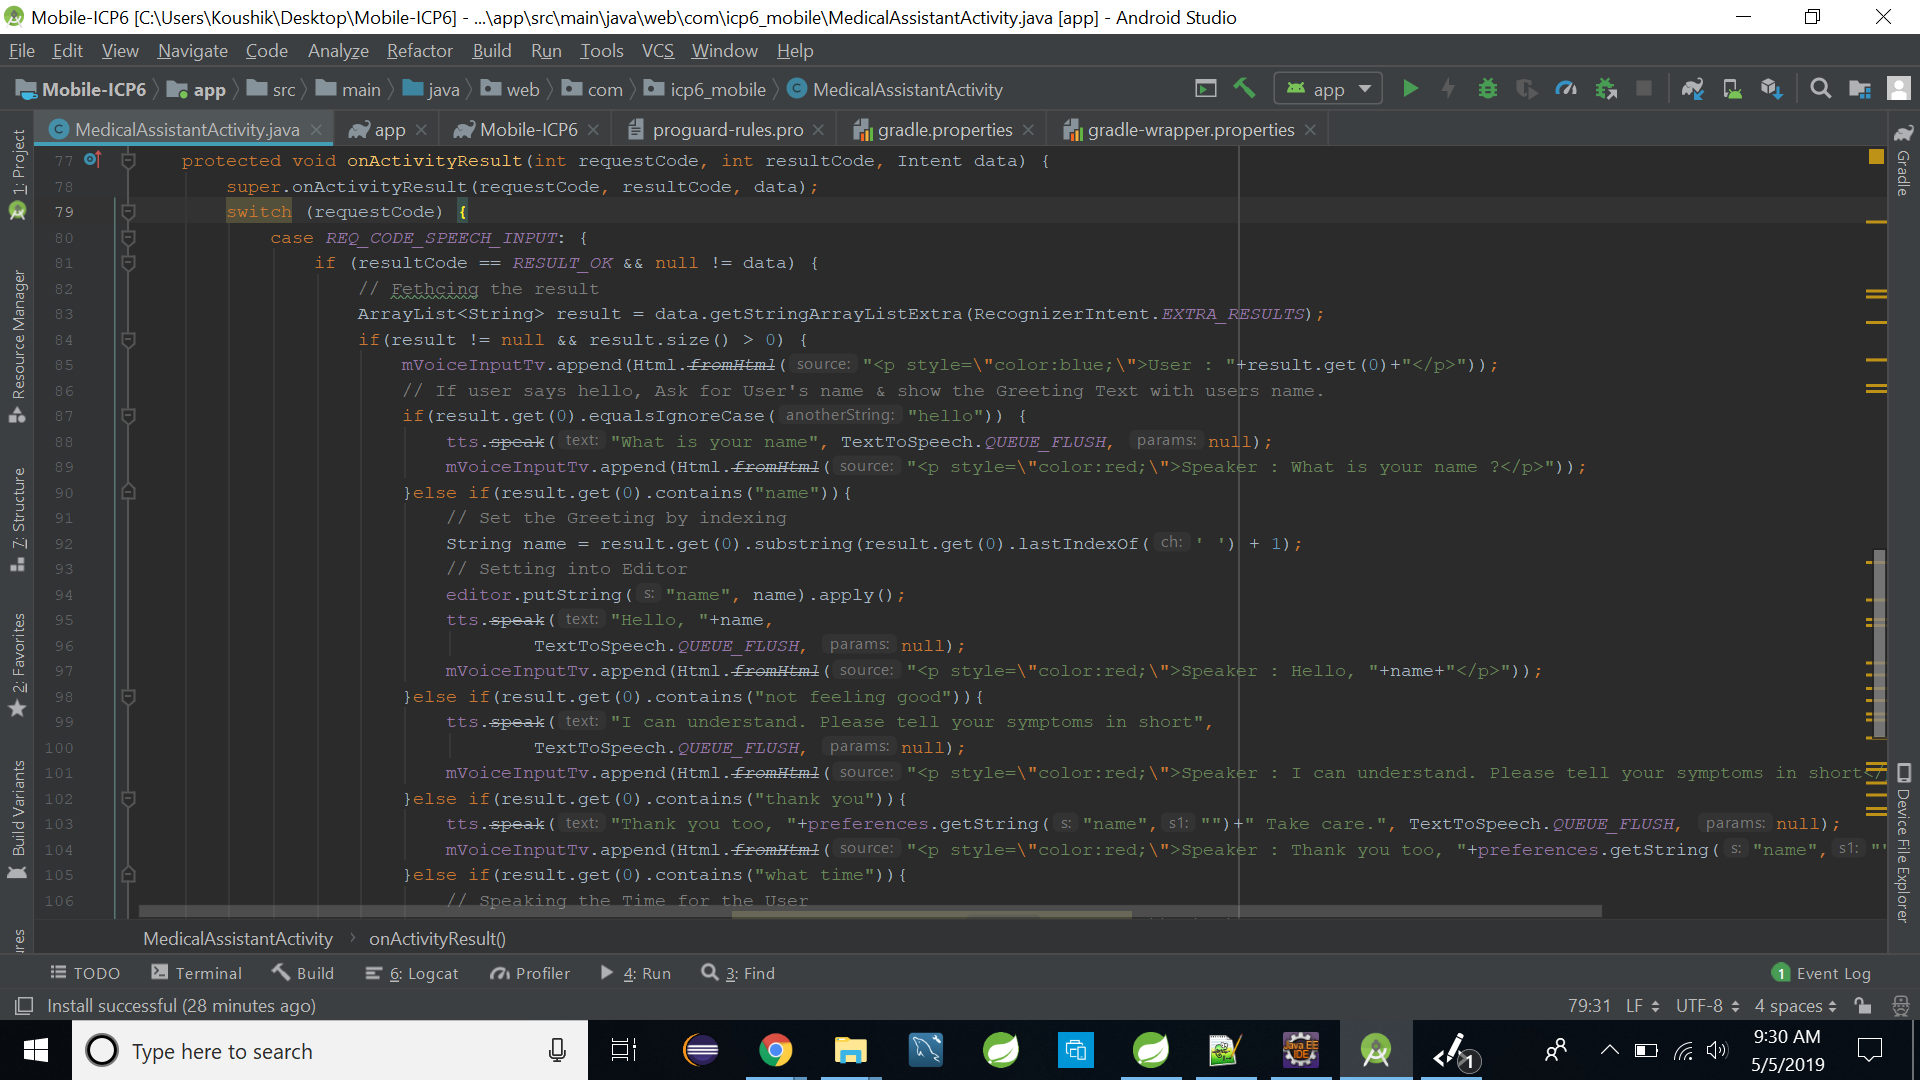 Mobile-ICP6 [C:\Users\Koushik\Desktop\Mobile-ICP6] - ...\app\src\main\java\web\com\icp6_mobile\MedicalAssistantActivity.java [app] - Android Studio
File Edit View Navigate Code Analyze Refactor Build Run Tools VCS Window Help
Mobile-ICP6 app src main java web com icp6_mobile MedicalAssistantActivity app
MedicalAssistantActivity.java app Mobile-ICP6 proguard-rules.pro gradle.properties gradle-wrapper.properties
1: Project
Resource Manager
7: Structure
2: Favorites
Build Variants
Gradle
Device File Explorer
77 protected void onActivityResult(int requestCode, int resultCode, Intent data) {
78 super.onActivityResult(requestCode, resultCode, data);
79 switch (requestCode) {
80 case REQ_CODE_SPEECH_INPUT: {
81 if (resultCode == RESULT_OK && null != data) {
82 // Fethcing the result
83 ArrayList<String> result = data.getStringArrayListExtra(RecognizerIntent.EXTRA_RESULTS);
84 if(result != null && result.size() > 0) {
85 mVoiceInputTv.append(Html.fromHtml( source: "<p style=\"color:blue;\">User : "+result.get(0)+"</p>"));
86 // If user says hello, Ask for User's name & show the Greeting Text with users name.
87 if(result.get(0).equalsIgnoreCase( anotherString: "hello")) {
88 tts.speak( text: "What is your name", TextToSpeech.QUEUE_FLUSH, params: null);
89 mVoiceInputTv.append(Html.fromHtml( source: "<p style=\"color:red;\">Speaker : What is your name ?</p>"));
90 }else if(result.get(0).contains("name")){
91 // Set the Greeting by indexing
92 String name = result.get(0).substring(result.get(0).lastIndexOf( ch: ' ') + 1);
93 // Setting into Editor
94 editor.putString( s: "name", name).apply();
95 tts.speak( text: "Hello, "+name,
96 TextToSpeech.QUEUE_FLUSH, params: null);
97 mVoiceInputTv.append(Html.fromHtml( source: "<p style=\"color:red;\">Speaker : Hello, "+name+"</p>"));
98 }else if(result.get(0).contains("not feeling good")){
99 tts.speak( text: "I can understand. Please tell your symptoms in short",
100 TextToSpeech.QUEUE_FLUSH, params: null);
101 mVoiceInputTv.append(Html.fromHtml( source: "<p style=\"color:red;\">Speaker : I can understand. Please tell your symptoms in short</
102 }else if(result.get(0).contains("thank you")){
103 tts.speak( text: "Thank you too, "+preferences.getString( s: "name", s1: "")+" Take care.", TextToSpeech.QUEUE_FLUSH, params: null);
104 mVoiceInputTv.append(Html.fromHtml( source: "<p style=\"color:red;\">Speaker : Thank you too, "+preferences.getString( s: "name", s1: "'
105 }else if(result.get(0).contains("what time")){
106 // Speaking the Time for the User
MedicalAssistantActivity onActivityResult()
TODO Terminal Build 6: Logcat Profiler 4: Run 3: Find 1 Event Log
Install successful (28 minutes ago) 79:31 LF UTF-8 4 spaces
Type here to search
Java EE IDE
1
9:30 AM
5/5/2019